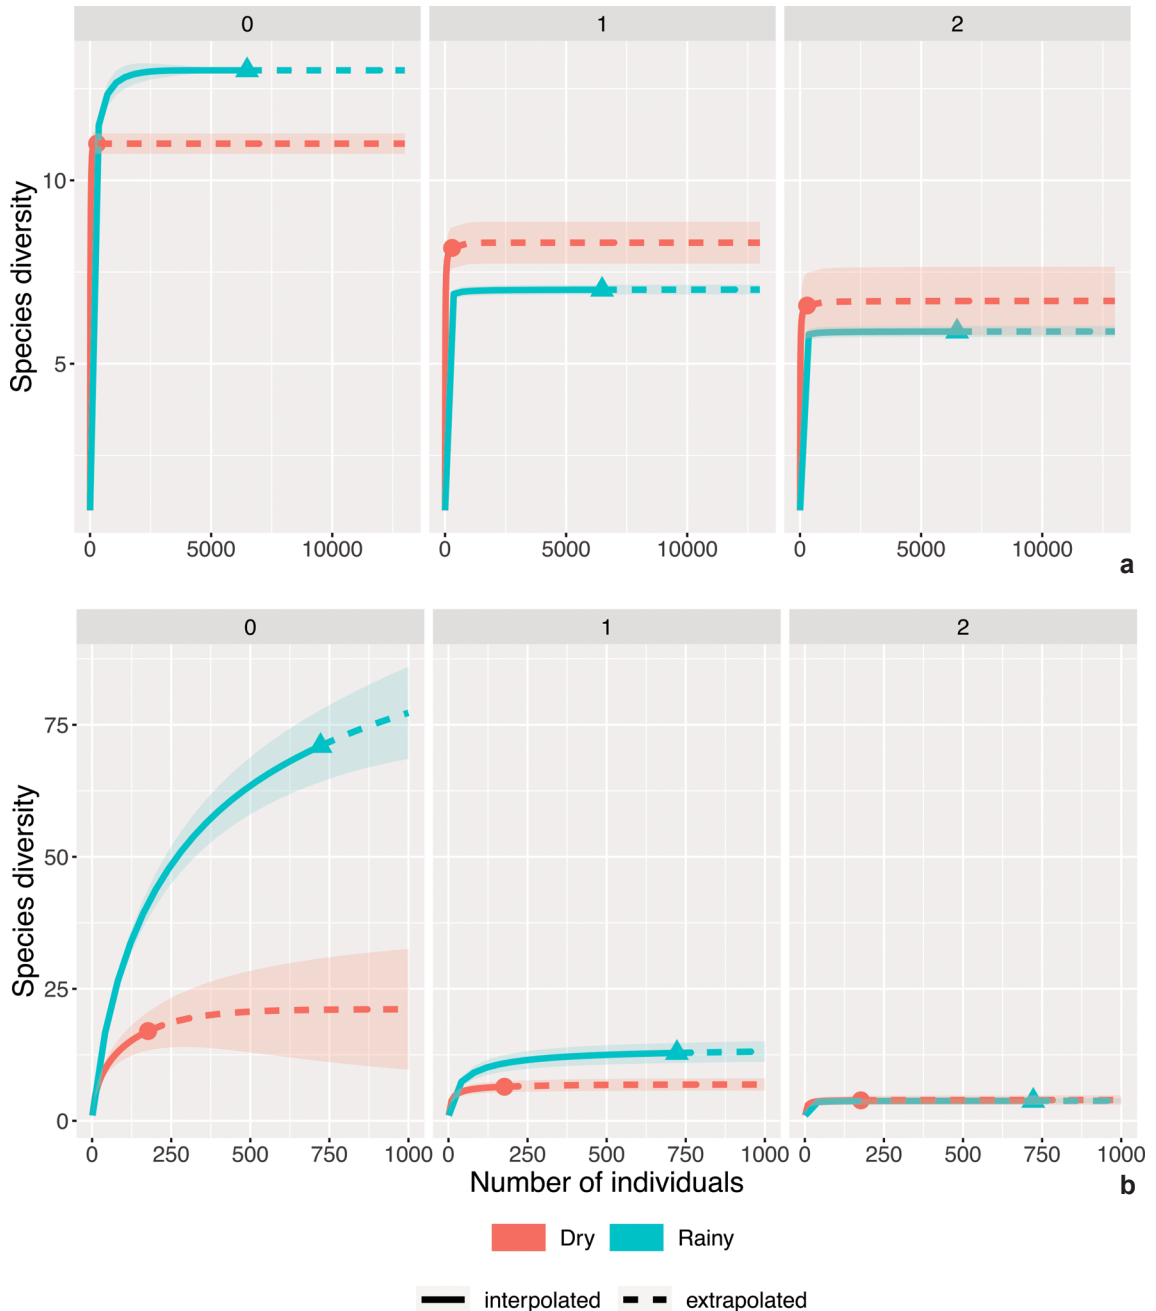 0 1 2
Species diversity
10
5
0 5000 10000 0 5000 10000 0 5000 10000
a
0 1 2
Species diversity
75
50
25
0
0 250 500 750 1000 0 250 500 750 1000 0 250 500 750 1000
Number of individuals
b
Dry Rainy
interpolated extrapolated